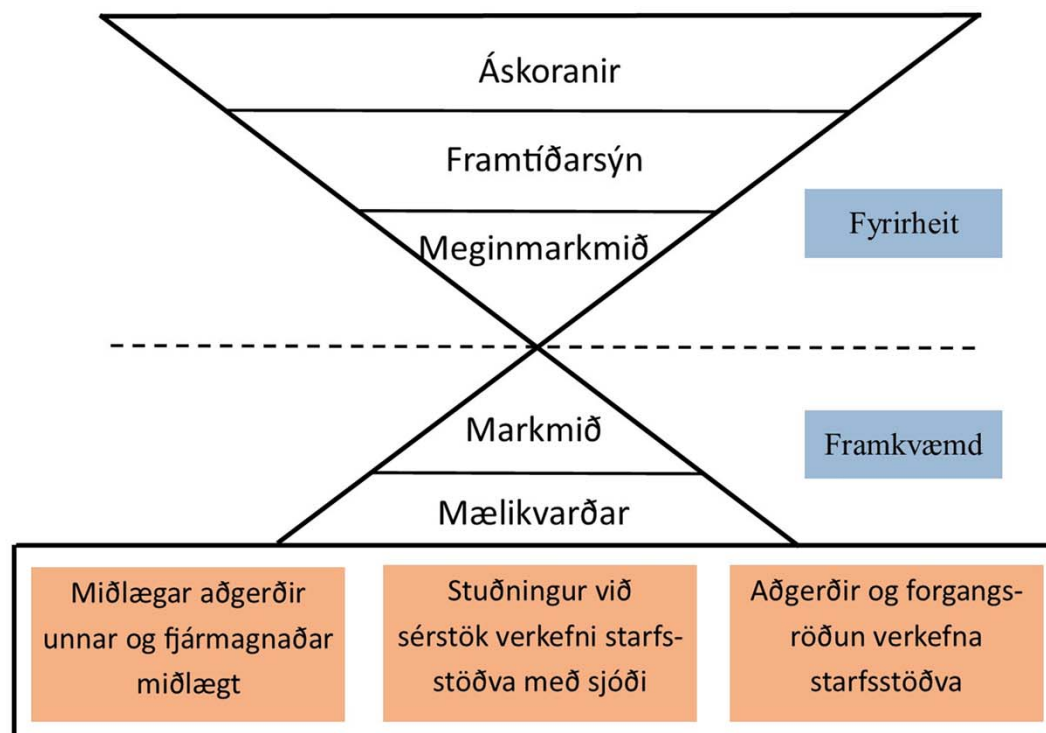 Áskoranir
Framtíðarsýn
Fyrirheit
Meginmarkmið
Markmið
Framkvæmd
Mælikvarðar
Miðlægar aðgerðir
unnar og fjármagnaðar
miðlægt
Stuðningur við
sérstök verkefni starfs-
stöðva með sjóði
Aðgerðir og forgangs-
röðun verkefna
starfsstöðva